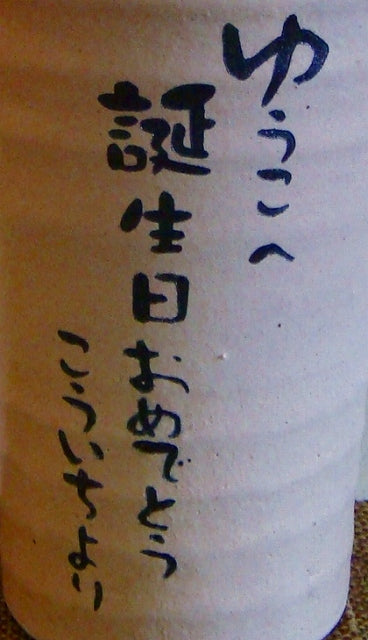 ゆうこへ
誕生日おめでとう
こういちより